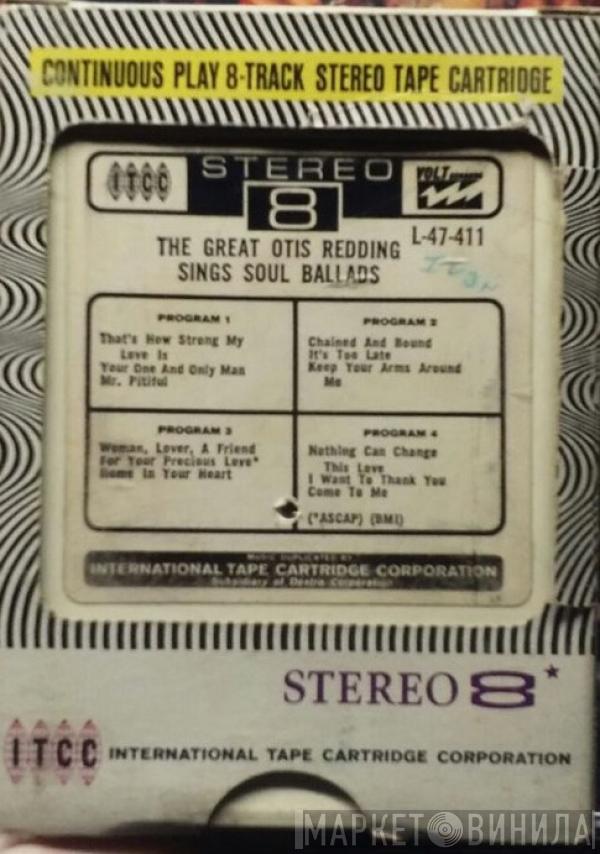 CONTINUOUS PLAY 8-TRACK STEREO TAPE CARTRIDGE
ITCC
STEREO
8
VOLT RECORDS
L-47-411
THE GREAT OTIS REDDING
SINGS SOUL BALLADS
PROGRAM 1
That's How Strong My
Love Is
Your One And Only Man
Mr. Pitiful
PROGRAM 2
Chained And Bound
It's Too Late
Keep Your Arms Around
Me
PROGRAM 3
Woman, Lover, A Friend
For Your Precious Love*
Home In Your Heart
PROGRAM 4
Nothing Can Change
This Love
I Want To Thank You
Come To Me
(*ASCAP) (BMI)
MUSIC DUPLICATED BY
INTERNATIONAL TAPE CARTRIDGE CORPORATION
Subsidiary of Dextra Corporation
STEREO 8*
ITCC INTERNATIONAL TAPE CARTRIDGE CORPORATION
МАРКЕТ ВИНИЛА